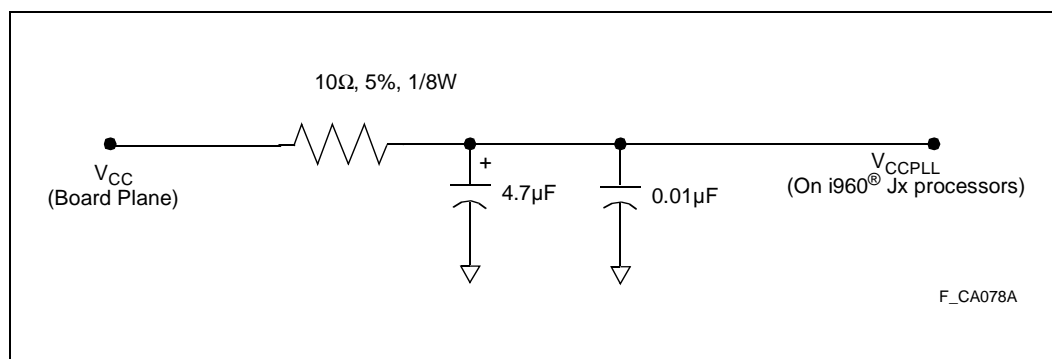 10Ω, 5%, 1/8W
VCC
(Board Plane)
+
4.7µF
0.01µF
VCCPLL
(On i960® Jx processors)
F_CA078A